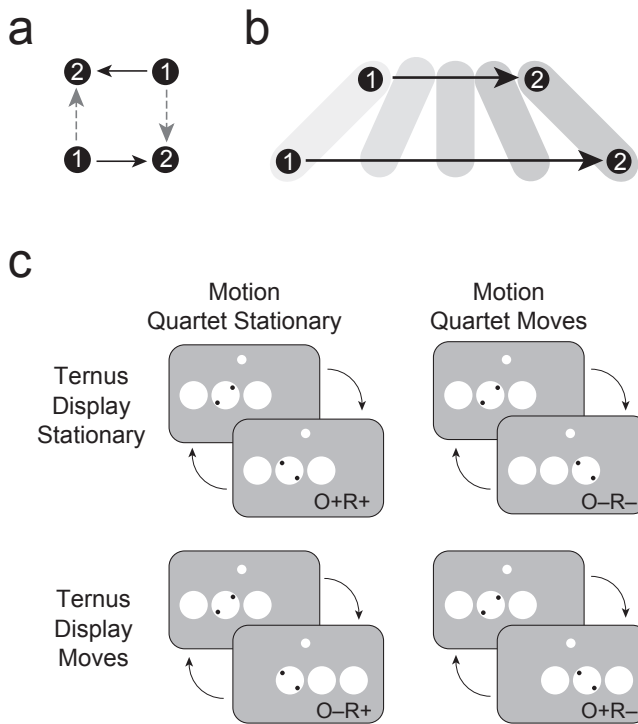 a
b
2 1
1 2
1 2
1 2
c
Motion
Quartet Stationary
Motion
Quartet Moves
Ternus
Display
Stationary
O+R+
O–R–
Ternus
Display
Moves
O–R+
O+R–